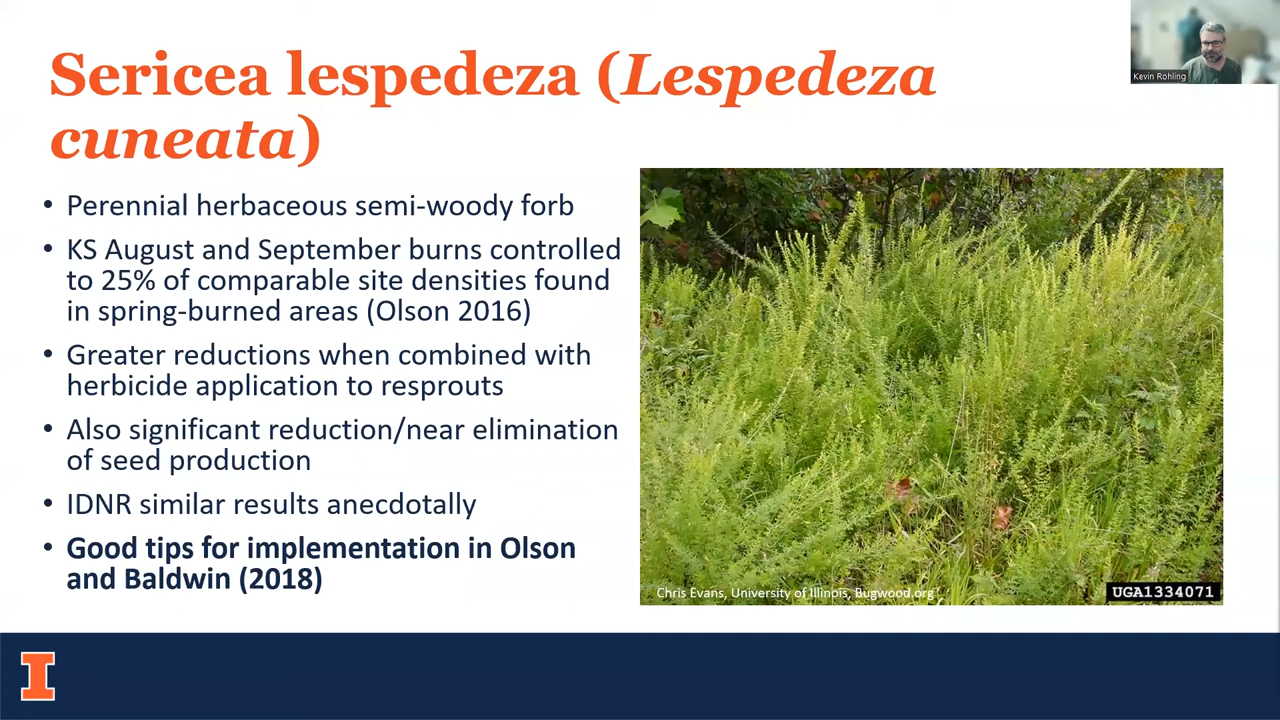 Sericea lespedeza (Lespedeza
cuneata)
Kevin Rohling
• Perennial herbaceous semi-woody forb
• KS August and September burns controlled
to 25% of comparable site densities found
in spring-burned areas (Olson 2016)
• Greater reductions when combined with
herbicide application to resprouts
• Also significant reduction/near elimination
of seed production
• IDNR similar results anecdotally
• Good tips for implementation in Olson
and Baldwin (2018)
Chris Evans, University of Illinois, Bugwood.org
UGA1334071
I